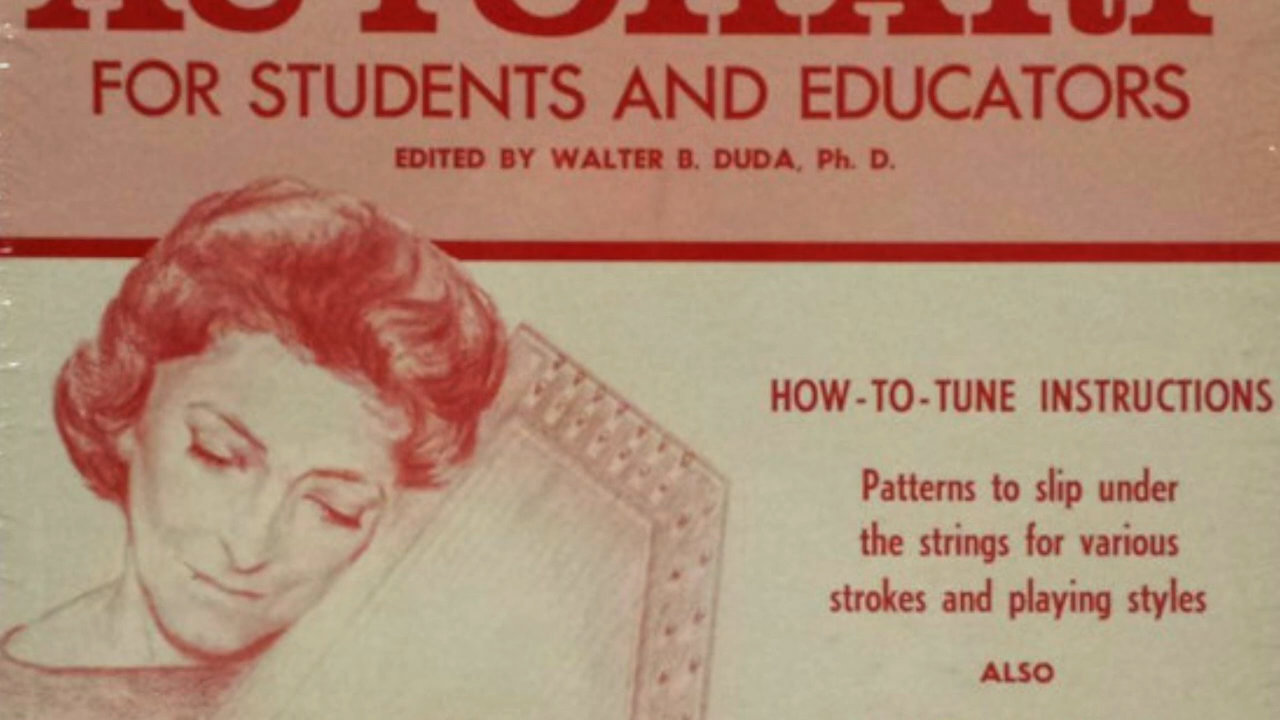 AUTOHARP
FOR STUDENTS AND EDUCATORS
EDITED BY WALTER B. DUDA, Ph. D.
HOW-TO-TUNE INSTRUCTIONS
Patterns to slip under
the strings for various
strokes and playing styles
ALSO